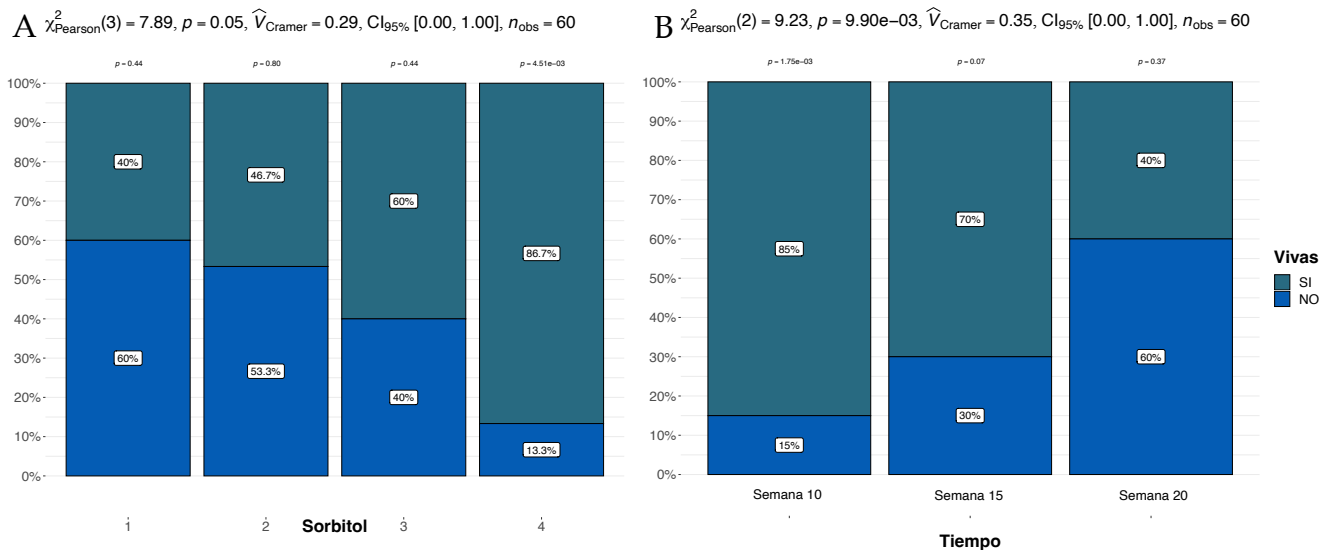 A χ²Pearson(3) = 7.89, p = 0.05, V̂Cramer = 0.29, CI95% [0.00, 1.00], nobs = 60
p = 0.44 p = 0.80 p = 0.44 p = 4.51e−03
100%
90%
80%
70%
60%
50%
40%
30%
20%
10%
0%
40% 46.7% 60% 86.7%
60% 53.3% 40% 13.3%
1 2 3 4
Sorbitol
B χ²Pearson(2) = 9.23, p = 9.90e−03, V̂Cramer = 0.35, CI95% [0.00, 1.00], nobs = 60
p = 1.75e−03 p = 0.07 p = 0.37
100%
90%
80%
70%
60%
50%
40%
30%
20%
10%
0%
85% 70% 40%
15% 30% 60%
Semana 10 Semana 15 Semana 20
Tiempo
Vivas
SI
NO